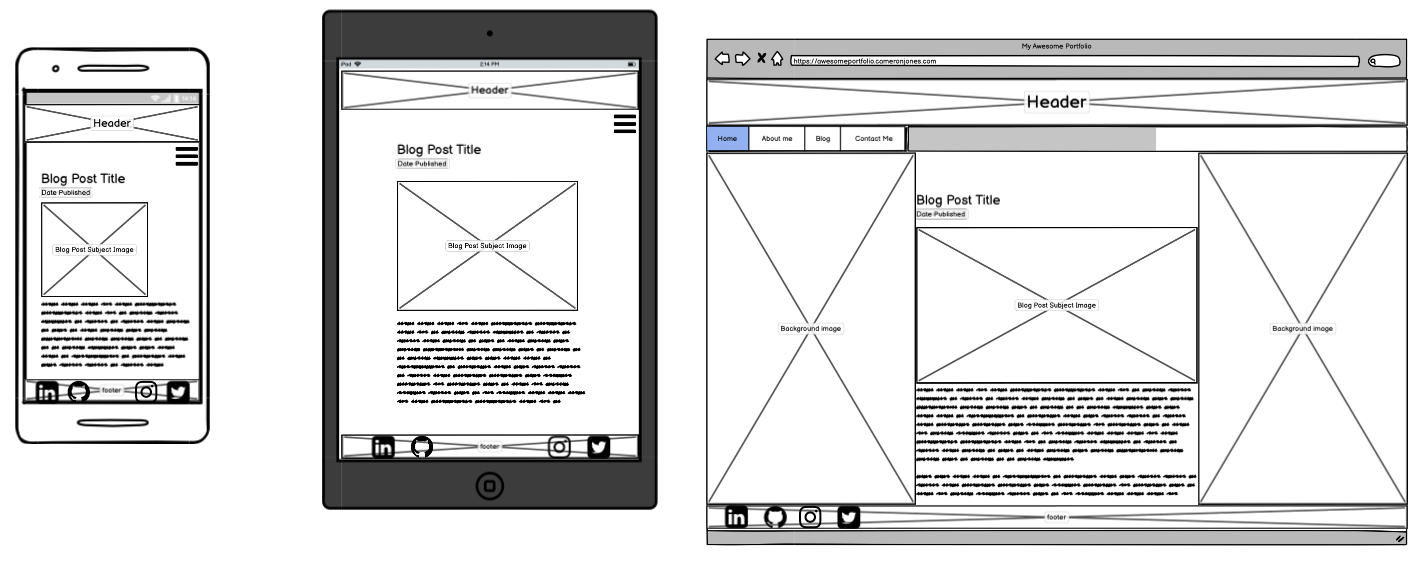 14:14
Header
Blog Post Title
Date Published
Blog Post Subject Image
footer
iPad
2:14 PM
Header
Blog Post Title
Date Published
Blog Post Subject Image
footer
My Awesome Portfolio
https://awesomeportfolio.cameronjones.com
Header
Home
About me
Blog
Contact Me
Blog Post Title
Date Published
Blog Post Subject Image
Background image
Background image
footer